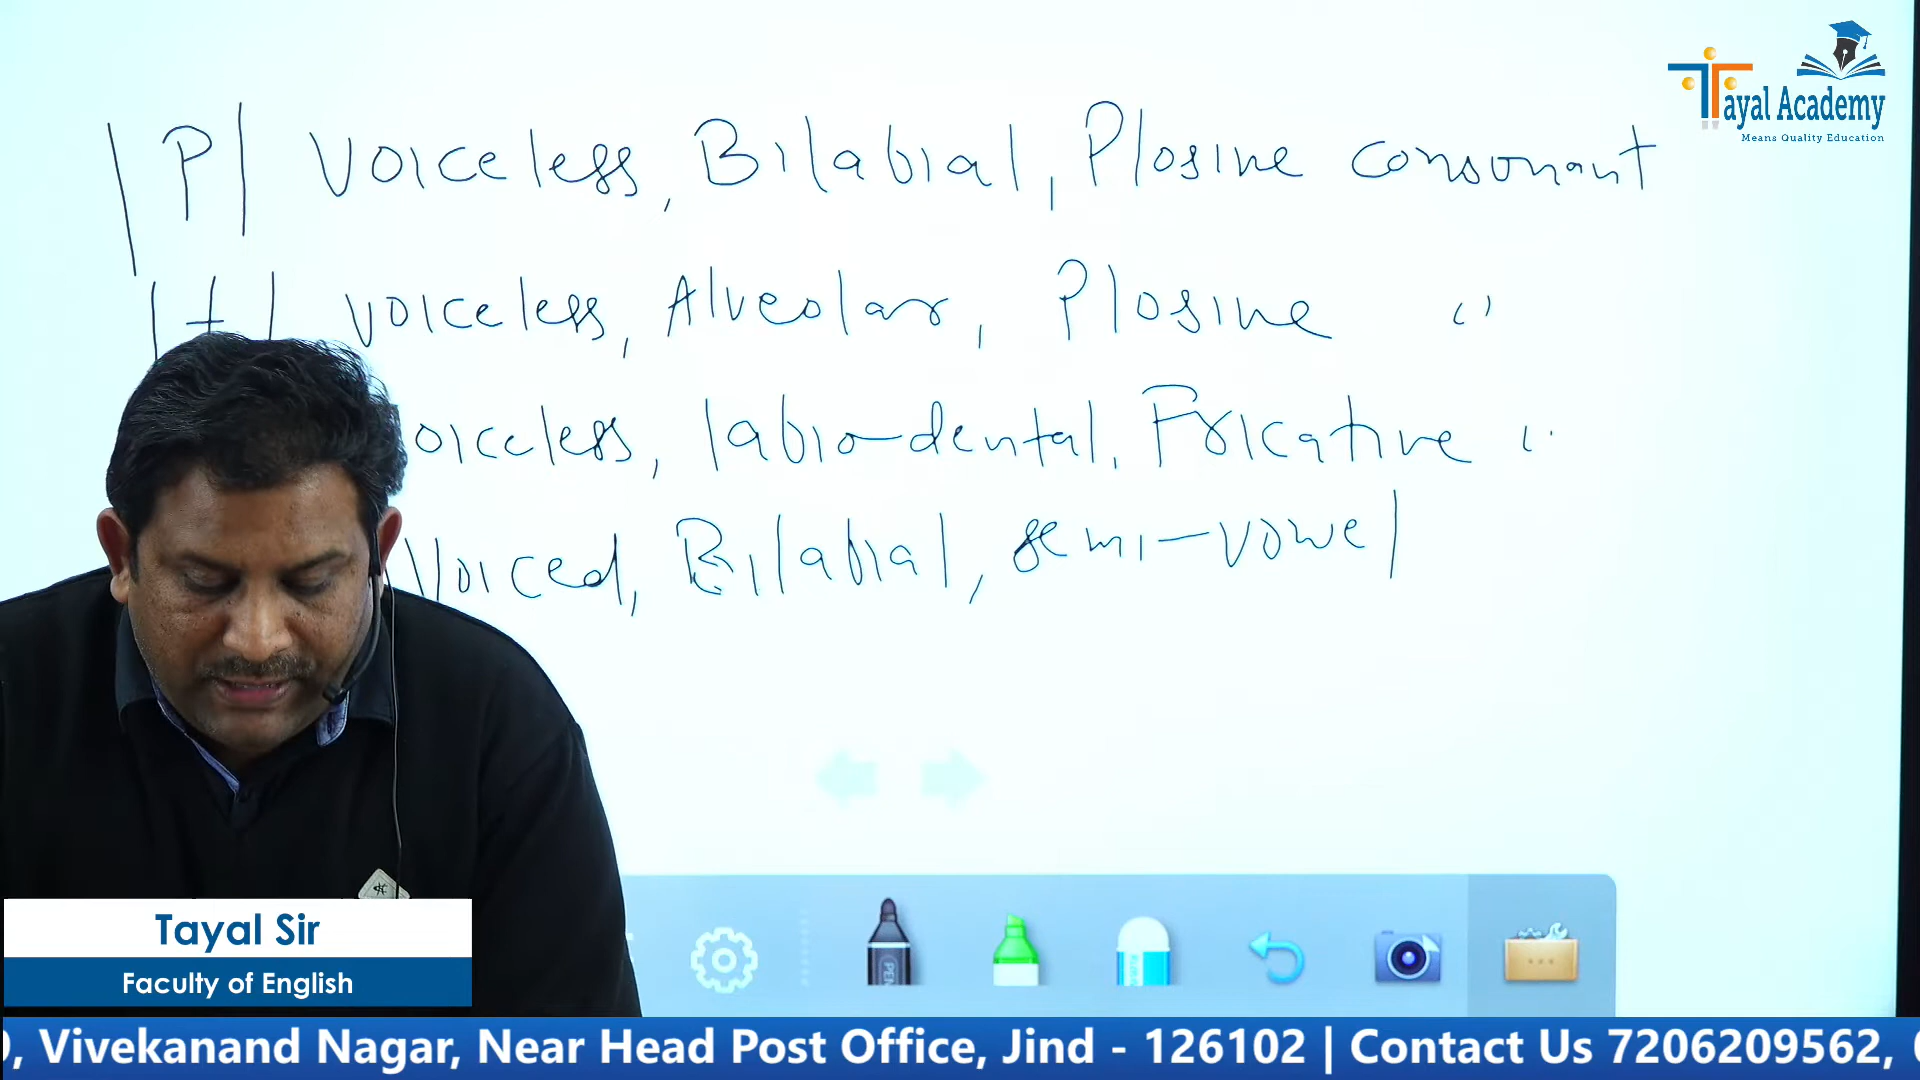 Tayal Academy
Means Quality Education
|P| Voiceless, Bilabial, Plosive consonant
|t| voiceless, Alveolar, Plosive "
oiceless, labio-dental, Fricative "
Voiced, Bilabial, semi-vowel
PEN
Tayal Sir
Faculty of English
, Vivekanand Nagar, Near Head Post Office, Jind - 126102 | Contact Us 7206209562,